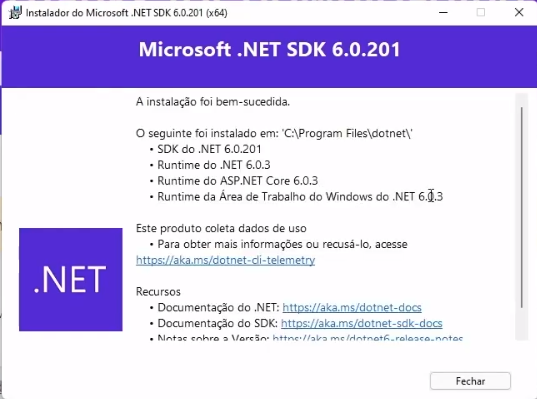 Instalador do Microsoft .NET SDK 6.0.201 (x64)
Microsoft .NET SDK 6.0.201
A instalação foi bem-sucedida.
O seguinte foi instalado em: 'C:\Program Files\dotnet\'
• SDK do .NET 6.0.201
• Runtime do .NET 6.0.3
• Runtime do ASP.NET Core 6.0.3
• Runtime da Área de Trabalho do Windows do .NET 6.0.3
Este produto coleta dados de uso
• Para obter mais informações ou recusá-lo, acesse
https://aka.ms/dotnet-cli-telemetry
.NET
Recursos
• Documentação do .NET: https://aka.ms/dotnet-docs
• Documentação do SDK: https://aka.ms/dotnet-sdk-docs
• Notas sobre a Versão: https://aka.ms/dotnet6-release-notes
Fechar